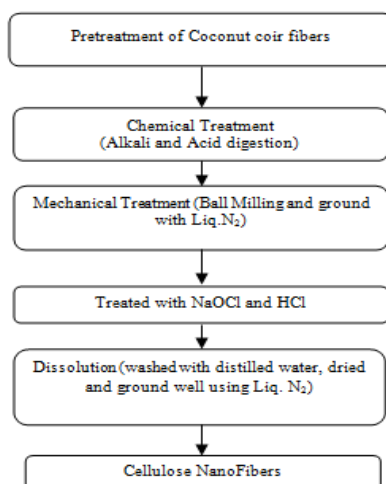 Pretreatment of Coconut coir fibers
Chemical Treatment
(Alkali and Acid digestion)
Mechanical Treatment (Ball Milling and ground
with Liq.N₂)
Treated with NaOCl and HCl
Dissolution(washed with distilled water, dried
and ground well using Liq. N₂)
Cellulose NanoFibers